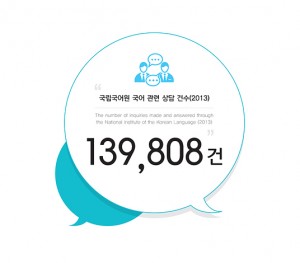 “
국립국어원 국어 관련 상담 건수(2013)
The number of inquiries made and answered through
the National Institute of the Korean Language (2013)
”
139,808건